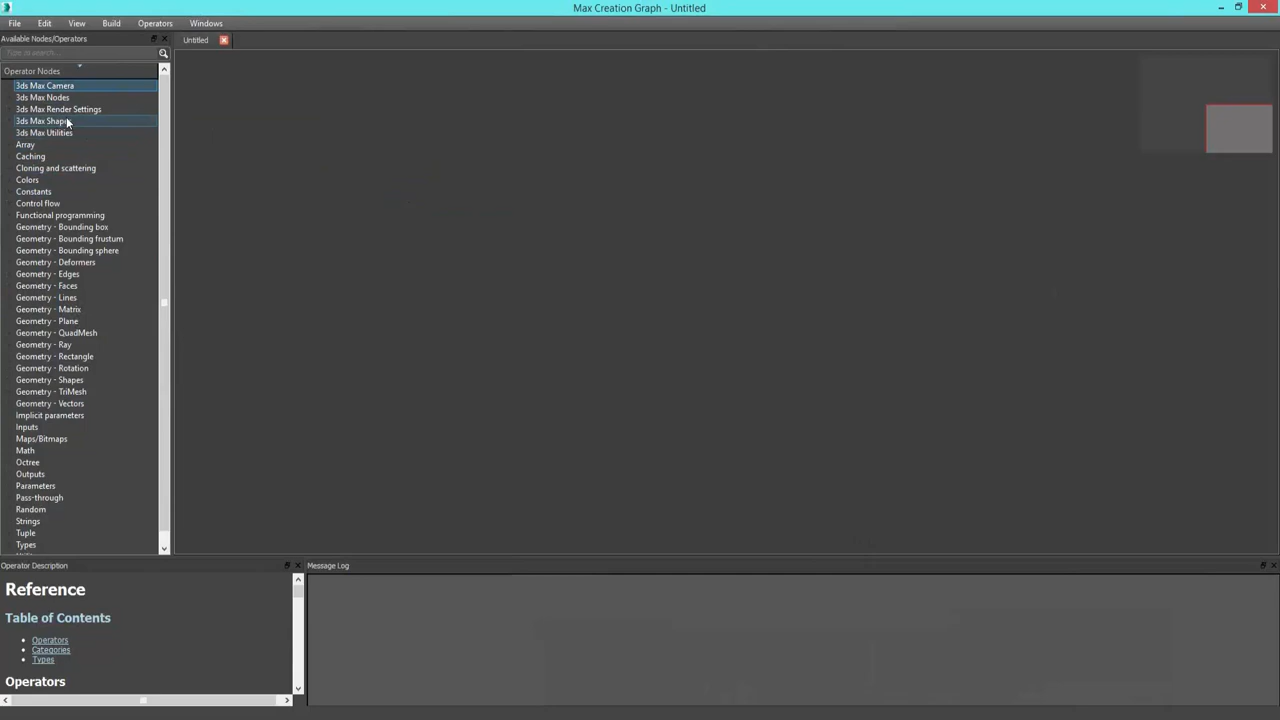 Max Creation Graph - Untitled
File Edit View Build Operators Windows
Available Nodes/Operators
Untitled
Type to search...
Operator Nodes
3ds Max Camera
3ds Max Nodes
3ds Max Render Settings
3ds Max Shapes
3ds Max Utilities
Array
Caching
Cloning and scattering
Colors
Constants
Control flow
Functional programming
Geometry - Bounding box
Geometry - Bounding frustum
Geometry - Bounding sphere
Geometry - Deformers
Geometry - Edges
Geometry - Faces
Geometry - Lines
Geometry - Matrix
Geometry - Plane
Geometry - QuadMesh
Geometry - Ray
Geometry - Rectangle
Geometry - Rotation
Geometry - Shapes
Geometry - TriMesh
Geometry - Vectors
Implicit parameters
Inputs
Maps/Bitmaps
Math
Octree
Outputs
Parameters
Pass-through
Random
Strings
Tuple
Types
Operator Description
Message Log
Reference
Table of Contents
Operators
Categories
Types
Operators